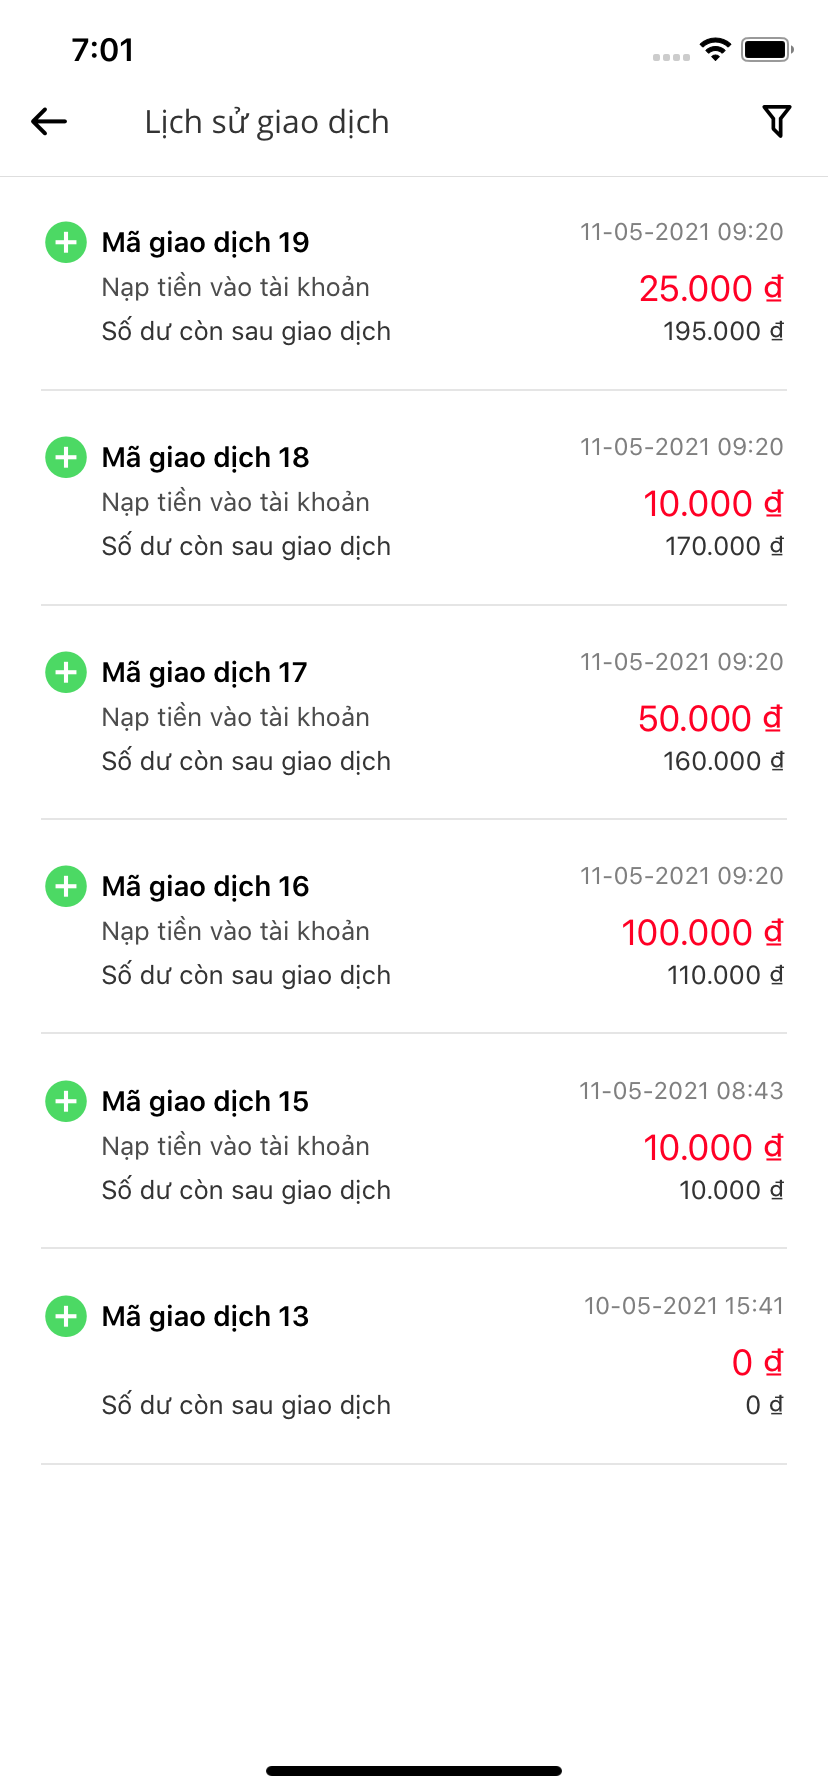 7:01
Lịch sử giao dịch
Mã giao dịch 19
11-05-2021 09:20
Nạp tiền vào tài khoản
25.000 ₫
Số dư còn sau giao dịch
195.000 ₫
Mã giao dịch 18
11-05-2021 09:20
Nạp tiền vào tài khoản
10.000 ₫
Số dư còn sau giao dịch
170.000 ₫
Mã giao dịch 17
11-05-2021 09:20
Nạp tiền vào tài khoản
50.000 ₫
Số dư còn sau giao dịch
160.000 ₫
Mã giao dịch 16
11-05-2021 09:20
Nạp tiền vào tài khoản
100.000 ₫
Số dư còn sau giao dịch
110.000 ₫
Mã giao dịch 15
11-05-2021 08:43
Nạp tiền vào tài khoản
10.000 ₫
Số dư còn sau giao dịch
10.000 ₫
Mã giao dịch 13
10-05-2021 15:41
0 ₫
Số dư còn sau giao dịch
0 ₫